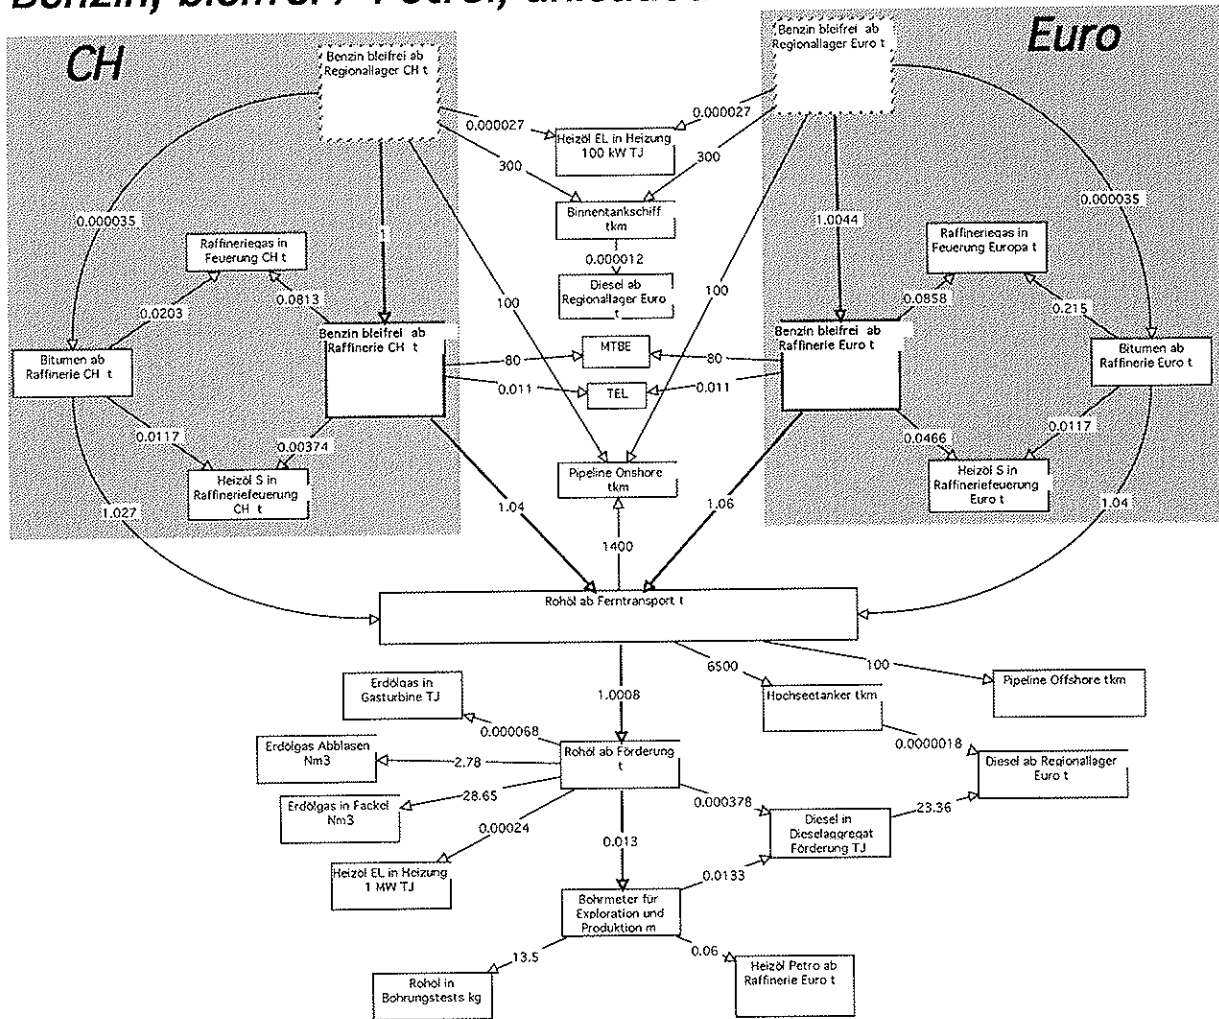 Benzin bleifrei ab
Regionallager CH t
Benzin bleifrei ab
Regionallager Euro t
CH
Euro
0.000027
0.000027
Heizöl EL in Heizung
100 kW TJ
300
300
Binnentankschiff
tkm
0.000035
0.000035
1
1.0044
Raffineriegas in
Feuerung CH t
Raffineriegas in
Feuerung Europa t
0.000012
Diesel ab
Regionallager Euro
t
100
100
0.0203
0.0813
0.0858
0.215
Bitumen ab
Raffinerie CH t
Benzin bleifrei ab
Raffinerie CH t
MTBE
80
80
TEL
0.011
0.011
Benzin bleifrei ab
Raffinerie Euro t
Bitumen ab
Raffinerie Euro t
0.0117
0.00374
0.0466
0.0117
Heizöl S in
Raffineriefeuerung
CH t
Pipeline Onshore
tkm
Heizöl S in
Raffineriefeuerung
Euro t
1.027
1.04
1.06
1.04
1400
Rohöl ab Ferntransport t
6500
100
Erdölgas in
Gasturbine TJ
1.0008
Hochseetanker tkm
Pipeline Offshore tkm
0.000068
0.0000018
Erdölgas Abblasen
Nm3
2.78
Rohöl ab Förderung
t
Diesel ab Regionallager
Euro t
Erdölgas in Fackel
Nm3
28.65
0.000378
23.36
Diesel in
Dieselaggregat
Förderung TJ
0.00024
0.013
Heizöl EL in Heizung
1 MW TJ
0.0133
Bohrmeter für
Exploration und
Produktion m
13.5
0.06
Rohöl in
Bohrungstests kg
Heizöl Petro ab
Raffinerie Euro t